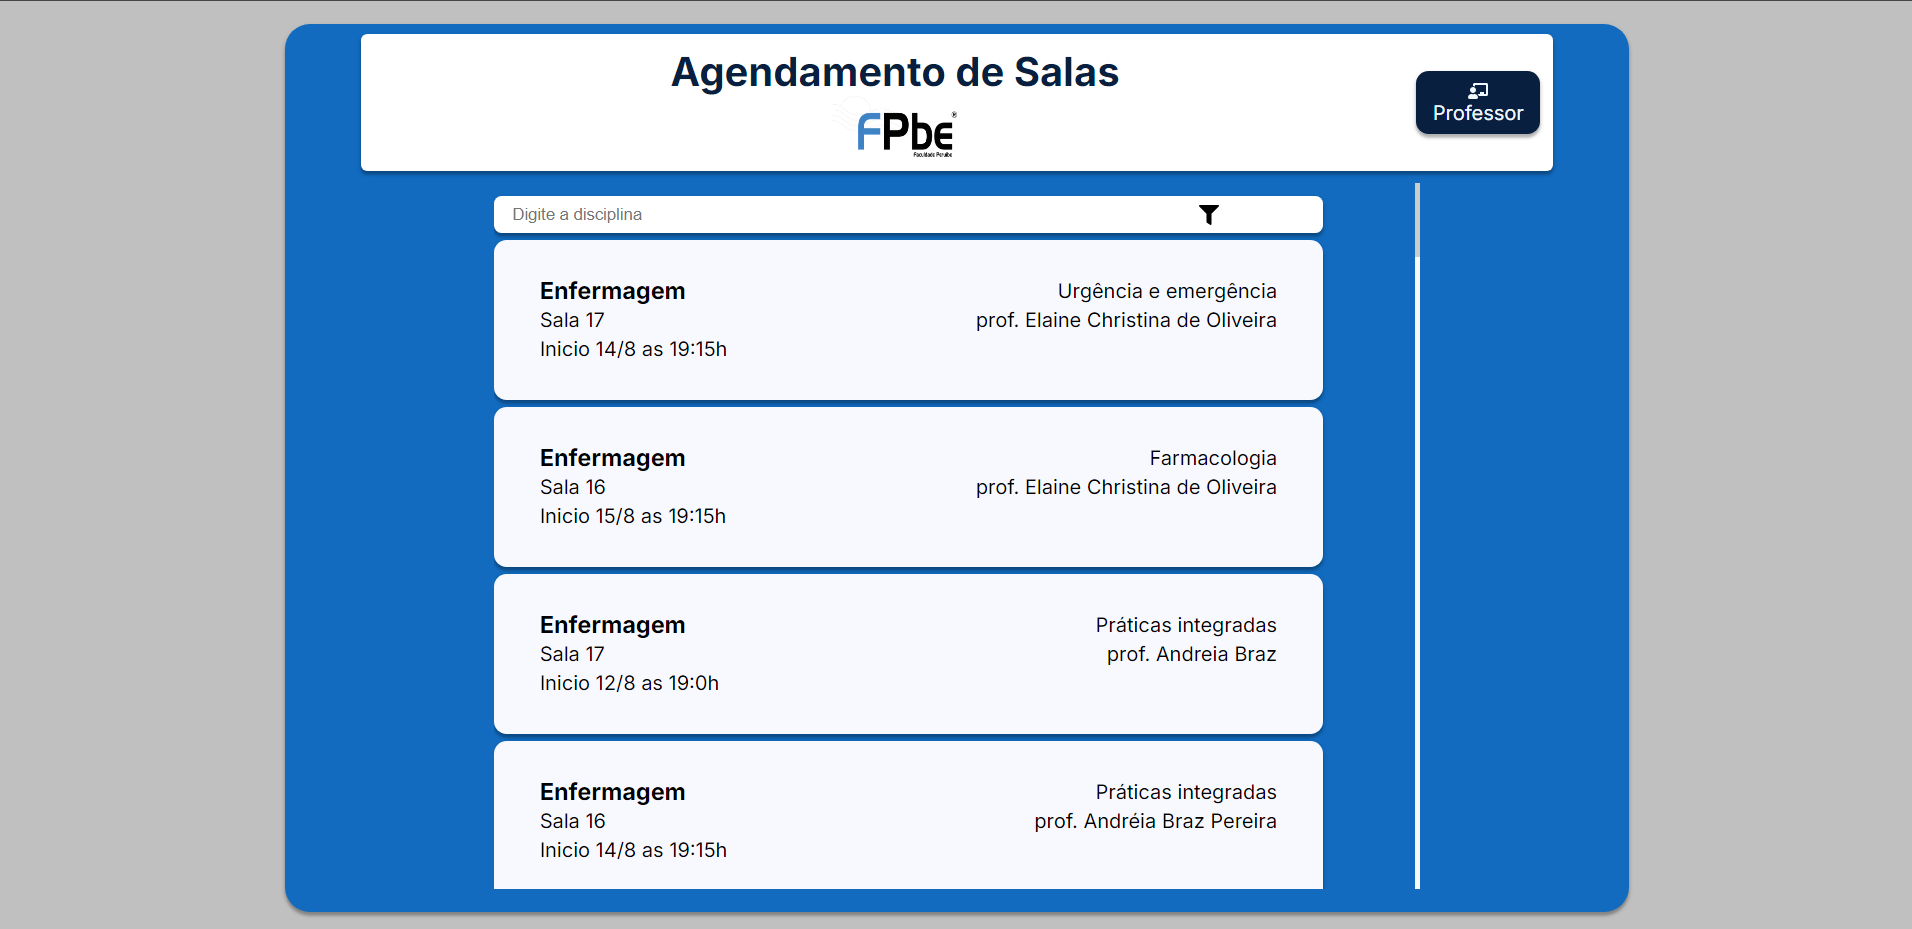 Agendamento de Salas
FPbe®
Faculdade Peruíbe
Professor
Digite a disciplina
Enfermagem
Urgência e emergência
Sala 17
prof. Elaine Christina de Oliveira
Inicio 14/8 as 19:15h
Enfermagem
Farmacologia
Sala 16
prof. Elaine Christina de Oliveira
Inicio 15/8 as 19:15h
Enfermagem
Práticas integradas
Sala 17
prof. Andreia Braz
Inicio 12/8 as 19:0h
Enfermagem
Práticas integradas
Sala 16
prof. Andréia Braz Pereira
Inicio 14/8 as 19:15h